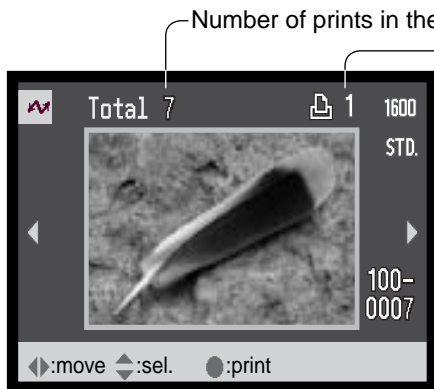 Number of prints in the
Total 7 1 1600
STD.
100-
0007
:move :sel. :print